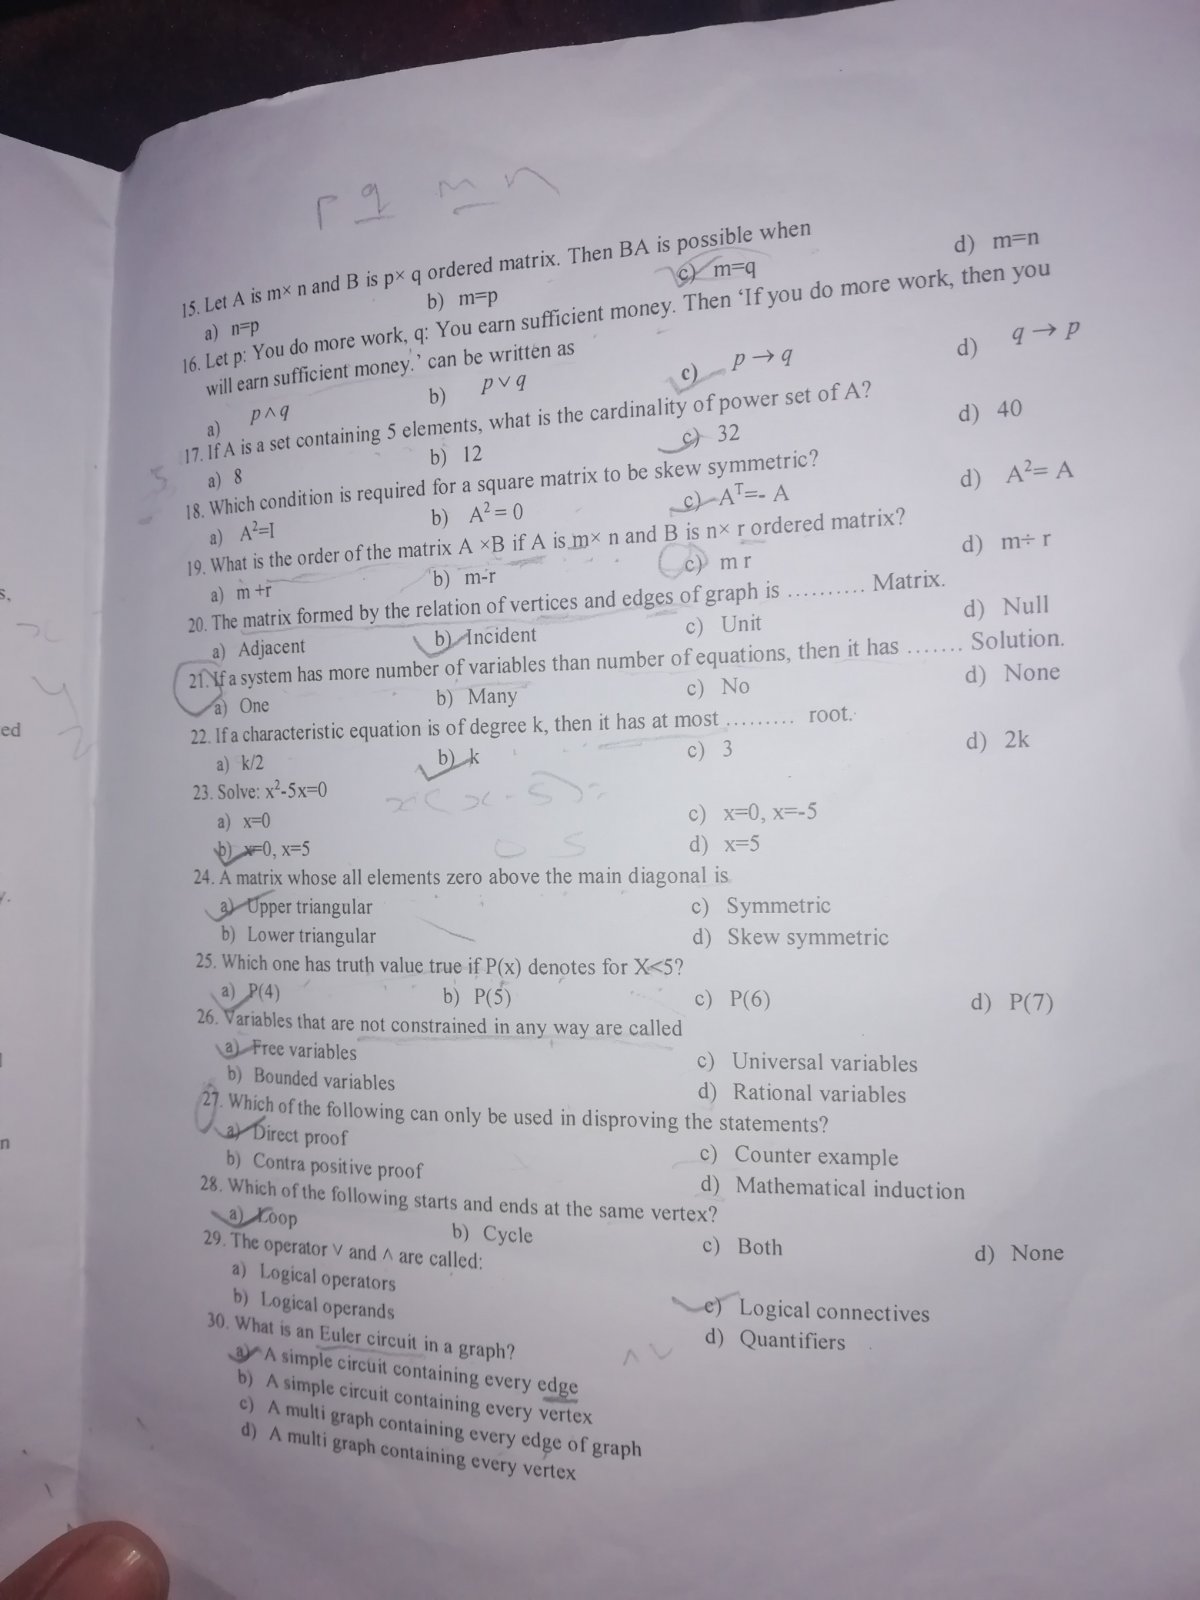 p q m n
15. Let A is m× n and B is p× q ordered matrix. Then BA is possible when
a) n=p b) m=p c) m=q d) m=n
16. Let p: You do more work, q: You earn sufficient money. Then ‘If you do more work, then you
will earn sufficient money.’ can be written as
a) p∧q b) p∨q c) p→q d) q→p
17. If A is a set containing 5 elements, what is the cardinality of power set of A?
a) 8 b) 12 c) 32 d) 40
18. Which condition is required for a square matrix to be skew symmetric?
a) A²=I b) A² = 0 c) Aᵀ=- A d) A²= A
19. What is the order of the matrix A ×B if A is m× n and B is n× r ordered matrix?
a) m +r b) m-r c) m r d) m÷ r
20. The matrix formed by the relation of vertices and edges of graph is .......... Matrix.
a) Adjacent b) Incident c) Unit d) Null
21. If a system has more number of variables than number of equations, then it has ....... Solution.
a) One b) Many c) No d) None
22. If a characteristic equation is of degree k, then it has at most ......... root.
a) k/2 b) k c) 3 d) 2k
23. Solve: x²-5x=0
x(x-5)=
a) x=0 c) x=0, x=-5
b) x=0, x=5 0 5 d) x=5
24. A matrix whose all elements zero above the main diagonal is
a) Upper triangular c) Symmetric
b) Lower triangular d) Skew symmetric
25. Which one has truth value true if P(x) denotes for X<5?
a) P(4) b) P(5) c) P(6) d) P(7)
26. Variables that are not constrained in any way are called
a) Free variables c) Universal variables
b) Bounded variables d) Rational variables
27. Which of the following can only be used in disproving the statements?
a) Direct proof c) Counter example
b) Contra positive proof d) Mathematical induction
28. Which of the following starts and ends at the same vertex?
a) Loop b) Cycle c) Both d) None
29. The operator ∨ and ∧ are called:
a) Logical operators c) Logical connectives
b) Logical operands d) Quantifiers
30. What is an Euler circuit in a graph? ∧∨
a) A simple circuit containing every edge
b) A simple circuit containing every vertex
c) A multi graph containing every edge of graph
d) A multi graph containing every vertex
ed